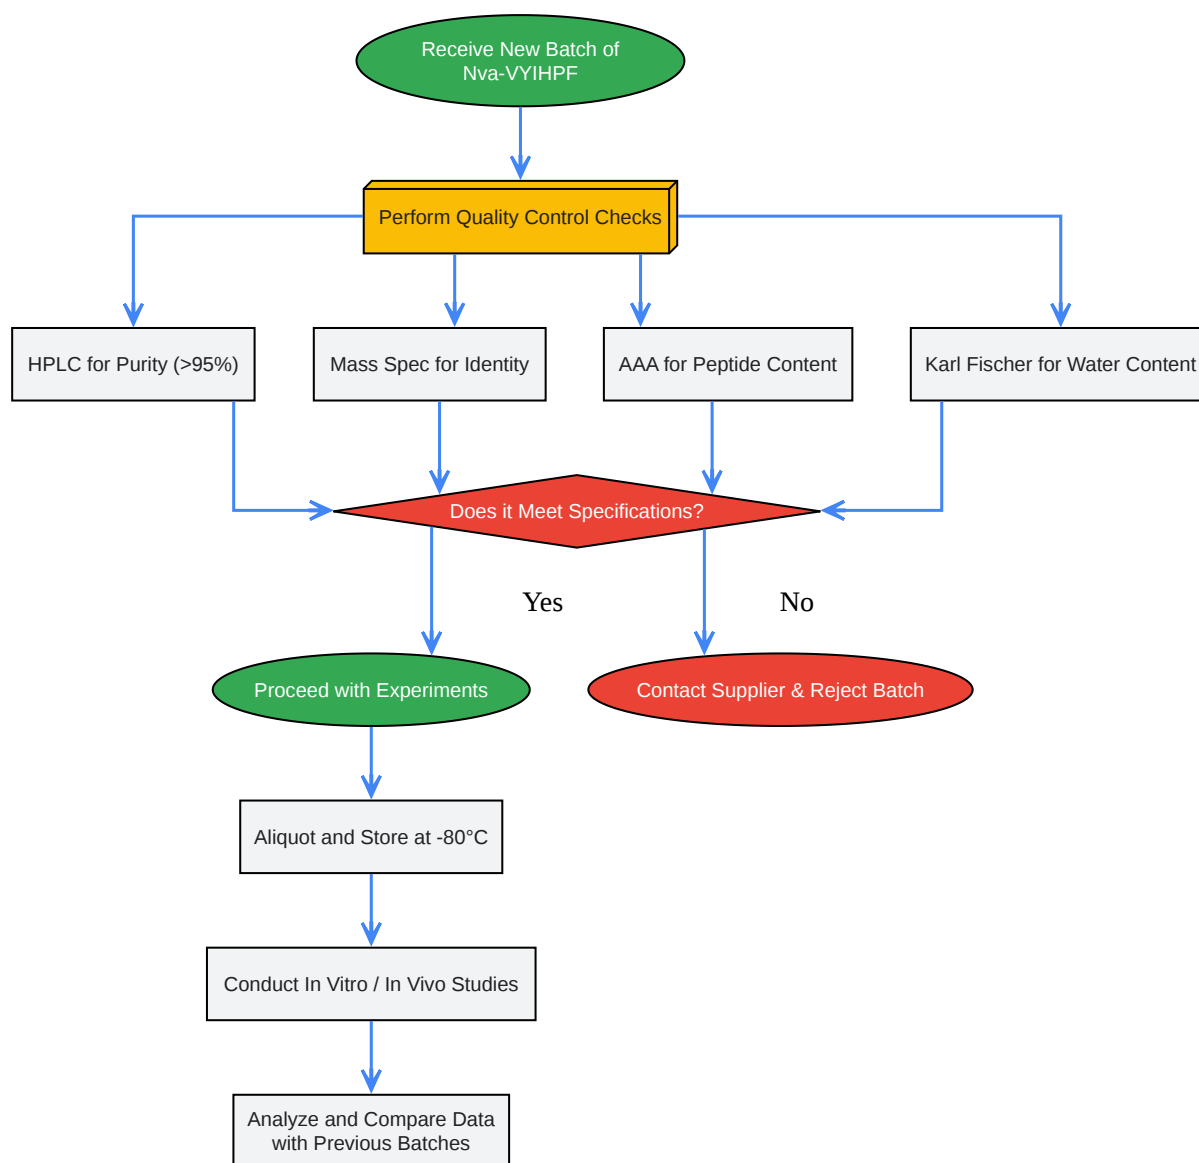 Receive New Batch of
Nva-VYIHPF
Perform Quality Control Checks
HPLC for Purity (>95%)
Mass Spec for Identity
AAA for Peptide Content
Karl Fischer for Water Content
Does it Meet Specifications?
Yes
No
Proceed with Experiments
Contact Supplier & Reject Batch
Aliquot and Store at -80°C
Conduct In Vitro / In Vivo Studies
Analyze and Compare Data
with Previous Batches